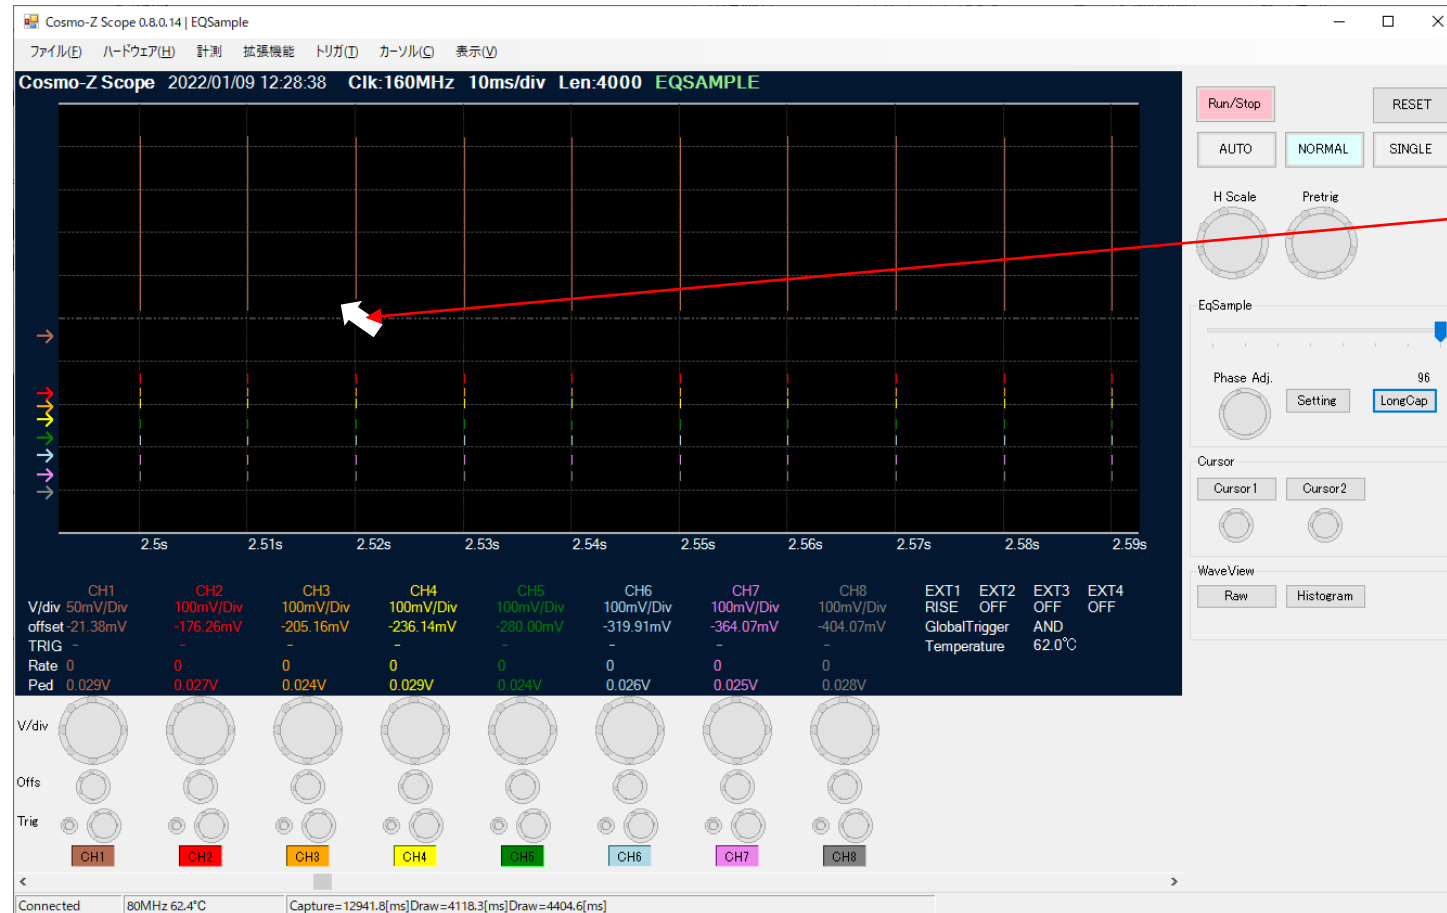 Cosmo-Z Scope 0.8.0.14 | EQSample
ファイル(F) ハードウェア(H) 計測 拡張機能 トリガ(T) カーソル(C) 表示(V)
Cosmo-Z Scope 2022/01/09 12:28:38 Clk:160MHz 10ms/div Len:4000 EQSAMPLE
Run/Stop RESET
AUTO NORMAL SINGLE
H Scale Pretrig
EqSample
Phase Adj. 96
Setting LongCap
Cursor
Cursor1 Cursor2
WaveView
Raw Histogram
2.5s 2.51s 2.52s 2.53s 2.54s 2.55s 2.56s 2.57s 2.58s 2.59s
CH1 CH2 CH3 CH4 CH5 CH6 CH7 CH8 EXT1 EXT2 EXT3 EXT4
V/div 50mV/Div 100mV/Div 100mV/Div 100mV/Div 100mV/Div 100mV/Div 100mV/Div 100mV/Div RISE OFF OFF OFF
offset -21.38mV -176.26mV -205.16mV -236.14mV -280.00mV -319.91mV -364.07mV -404.07mV GlobalTrigger AND
TRIG - - - - - - - - Temperature 62.0℃
Rate 0 0 0 0 0 0 0 0
Ped 0.029V 0.027V 0.024V 0.029V 0.024V 0.026V 0.025V 0.028V
V/div
Offs
Trig
CH1 CH2 CH3 CH4 CH5 CH6 CH7 CH8
Connected 80MHz 62.4℃ Capture=12941.8[ms]Draw=4118.3[ms]Draw=4404.6[ms]